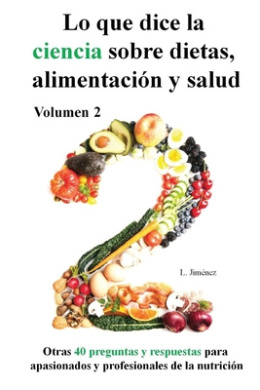 Lo que dice la
ciencia sobre dietas,
alimentación y salud
Volumen 2
L. Jiménez
Otras 40 preguntas y respuestas para
apasionados y profesionales de la nutrición